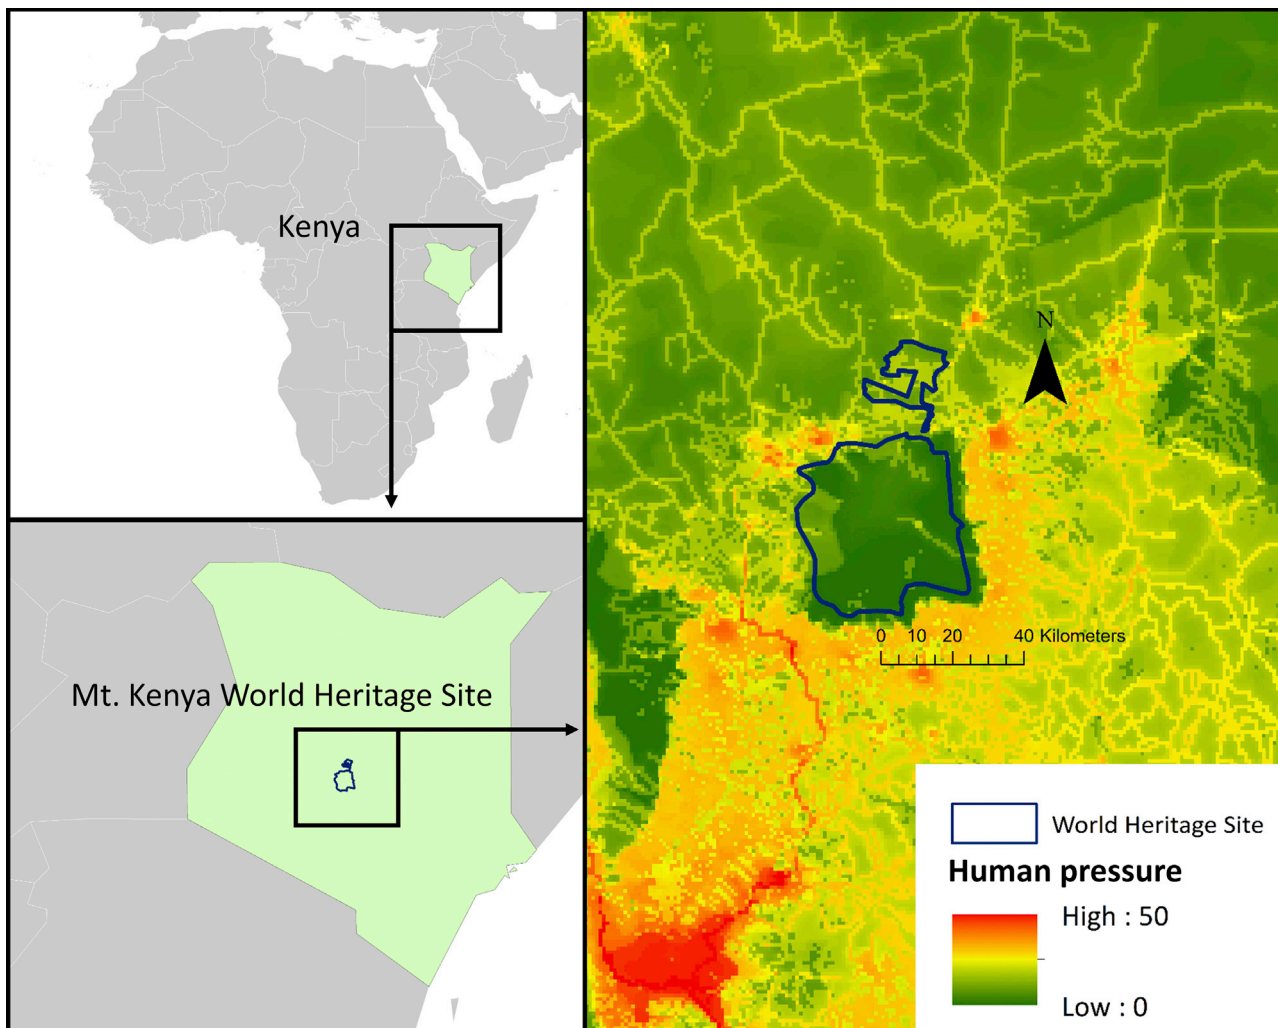 Kenya
Mt. Kenya World Heritage Site
N
0 10 20 40 Kilometers
World Heritage Site
Human pressure
High : 50
Low : 0